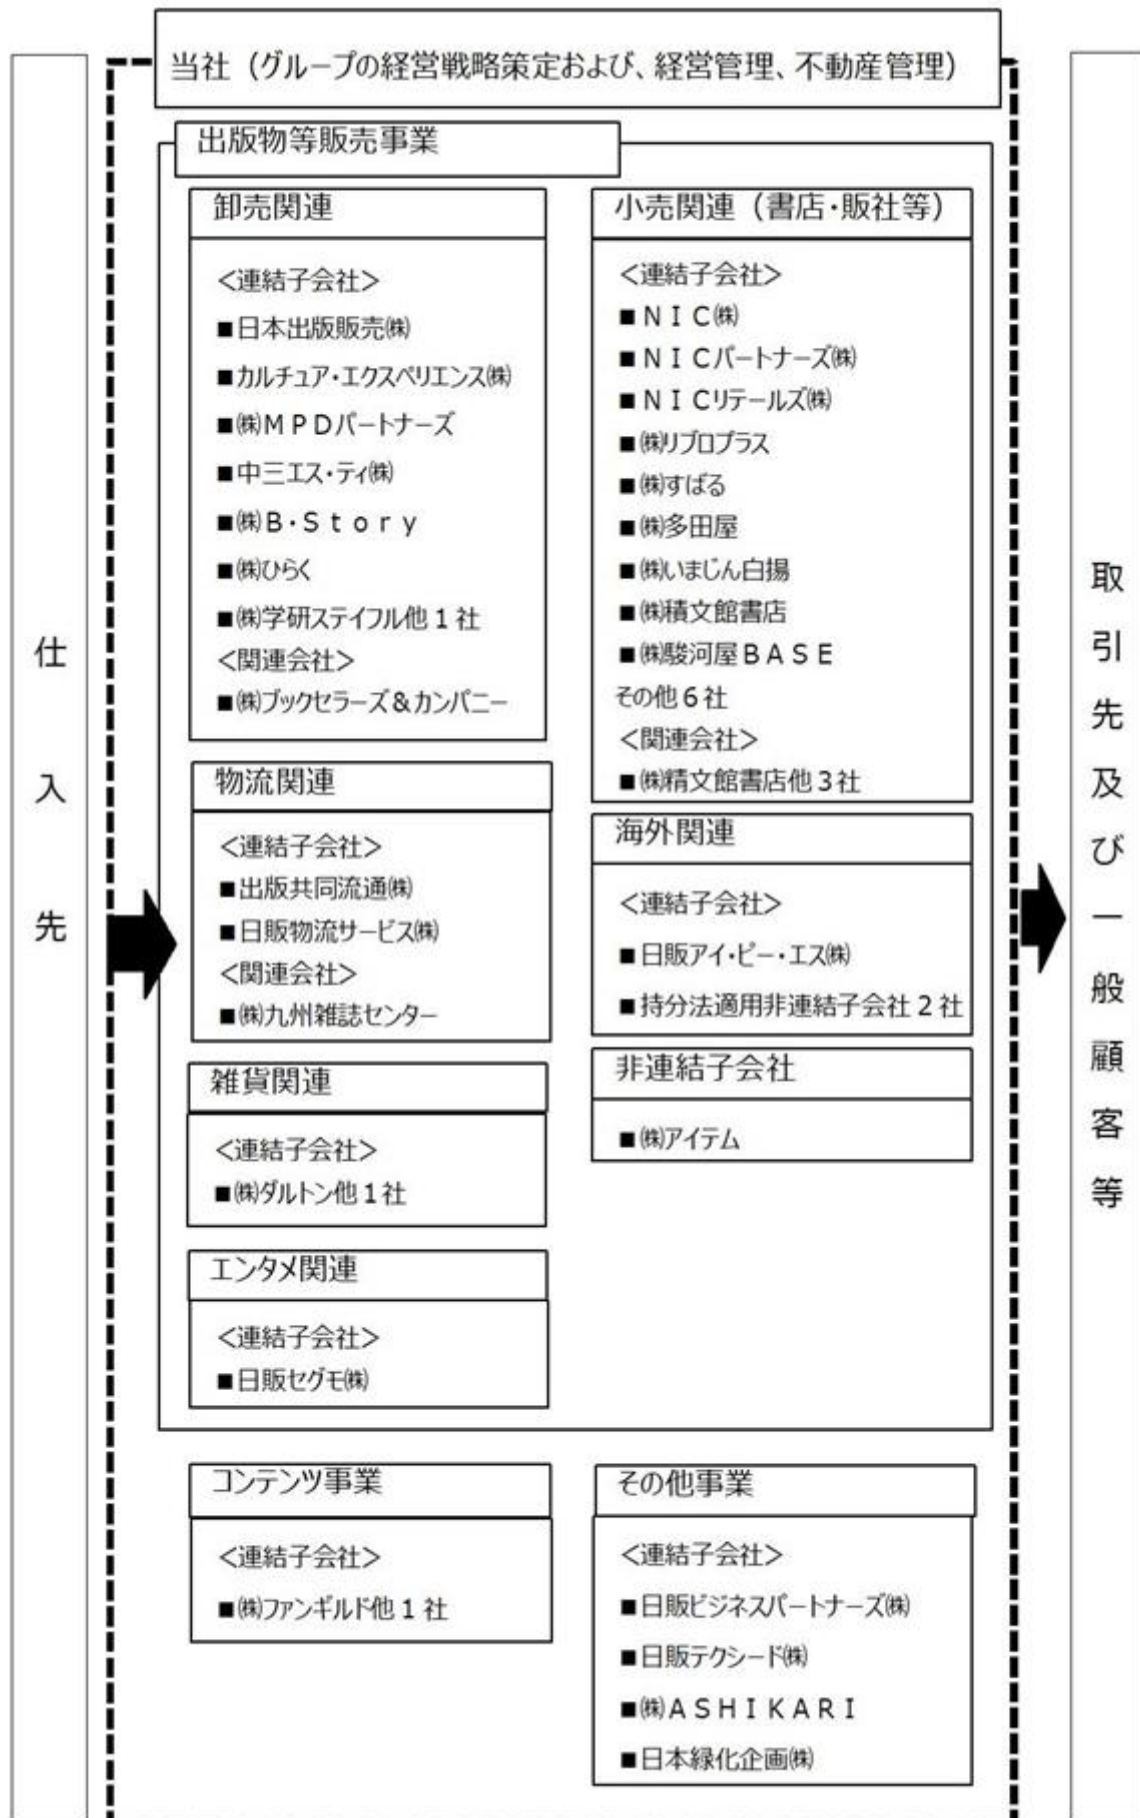 当社（グループの経営戦略策定および、経営管理、不動産管理）
仕入先
出版物等販売事業
卸売関連
＜連結子会社＞
■日本出版販売㈱
■カルチュア・エクスペリエンス㈱
■㈱ＭＰＤパートナーズ
■中三エス・ティ㈱
■㈱Ｂ・Ｓｔｏｒｙ
■㈱ひらく
■㈱学研ステイフル他１社
＜関連会社＞
■㈱ブックセラーズ＆カンパニー
物流関連
＜連結子会社＞
■出版共同流通㈱
■日販物流サービス㈱
＜関連会社＞
■㈱九州雑誌センター
雑貨関連
＜連結子会社＞
■㈱ダルトン他１社
エンタメ関連
＜連結子会社＞
■日販セグモ㈱
小売関連（書店・販社等）
＜連結子会社＞
■ＮＩＣ㈱
■ＮＩＣパートナーズ㈱
■ＮＩＣリテールズ㈱
■㈱リブロプラス
■㈱すばる
■㈱多田屋
■㈱いまじん白揚
■㈱積文館書店
■㈱駿河屋ＢＡＳＥ
その他６社
＜関連会社＞
■㈱精文館書店他３社
海外関連
＜連結子会社＞
■日販アイ・ピー・エス㈱
■持分法適用非連結子会社２社
非連結子会社
■㈱アイテム
コンテンツ事業
＜連結子会社＞
■㈱ファンギルド他１社
その他事業
＜連結子会社＞
■日販ビジネスパートナーズ㈱
■日販テクシード㈱
■㈱ＡＳＨＩＫＡＲＩ
■日本緑化企画㈱
取引先及び一般顧客等